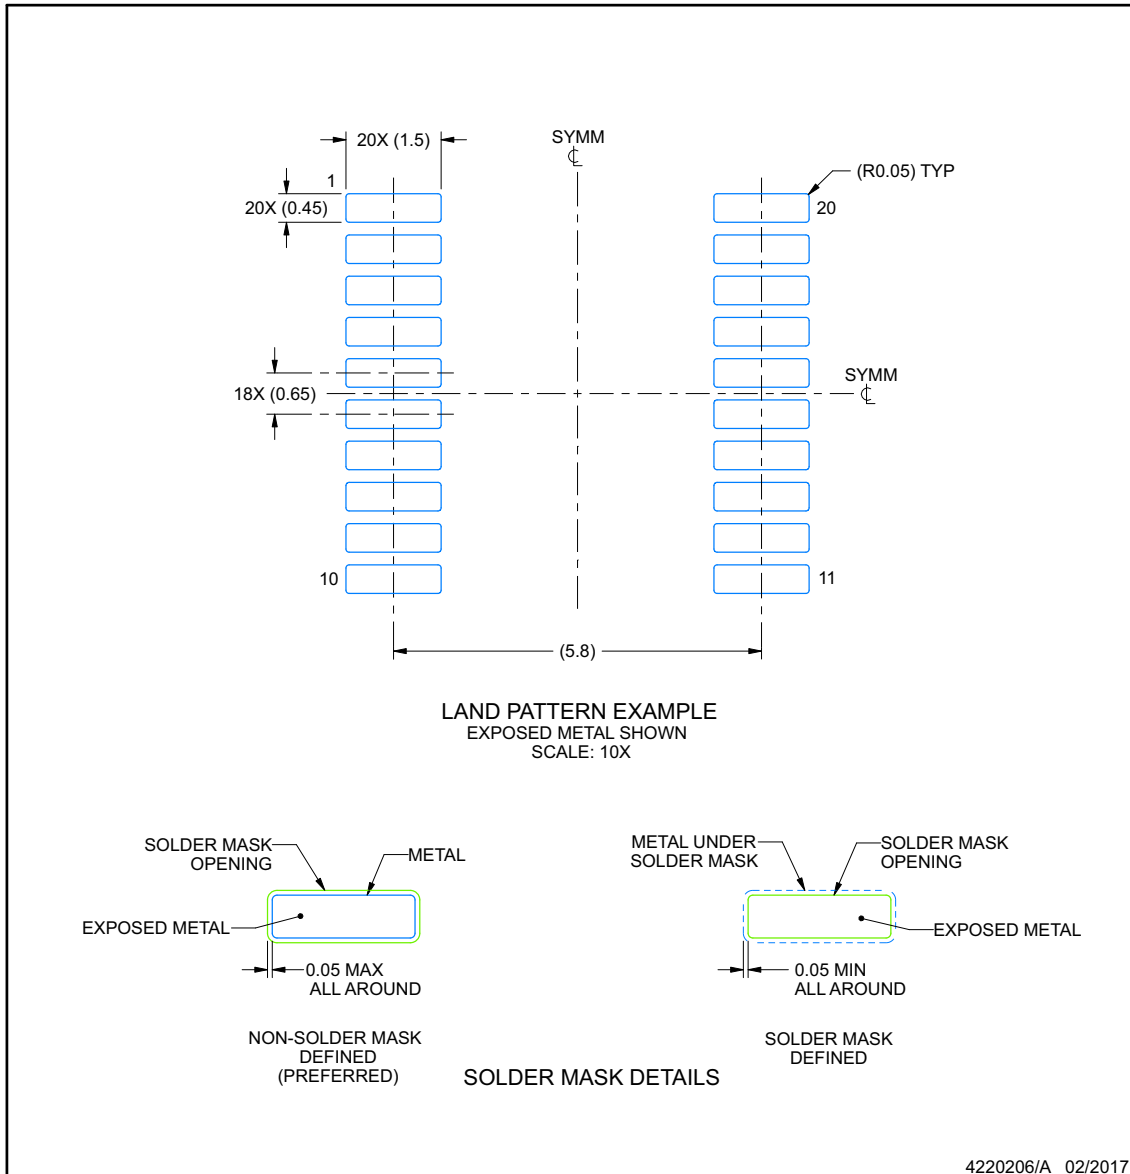 20X (1.5)
SYMM
(R0.05) TYP
1
20X (0.45)
20
SYMM
18X (0.65)
10
11
(5.8)
LAND PATTERN EXAMPLE
EXPOSED METAL SHOWN
SCALE: 10X
SOLDER MASK
OPENING
METAL
EXPOSED METAL
0.05 MAX
ALL AROUND
NON-SOLDER MASK
DEFINED
(PREFERRED)
METAL UNDER
SOLDER MASK
SOLDER MASK
OPENING
EXPOSED METAL
0.05 MIN
ALL AROUND
SOLDER MASK
DEFINED
SOLDER MASK DETAILS
4220206/A 02/2017